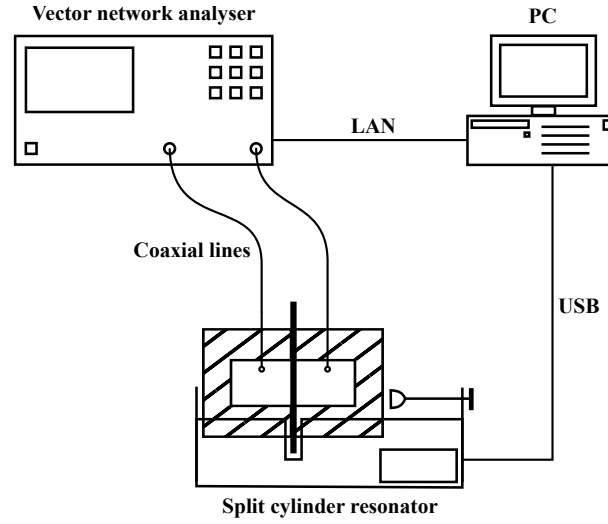 Vector network analyser
PC
LAN
Coaxial lines
USB
Split cylinder resonator